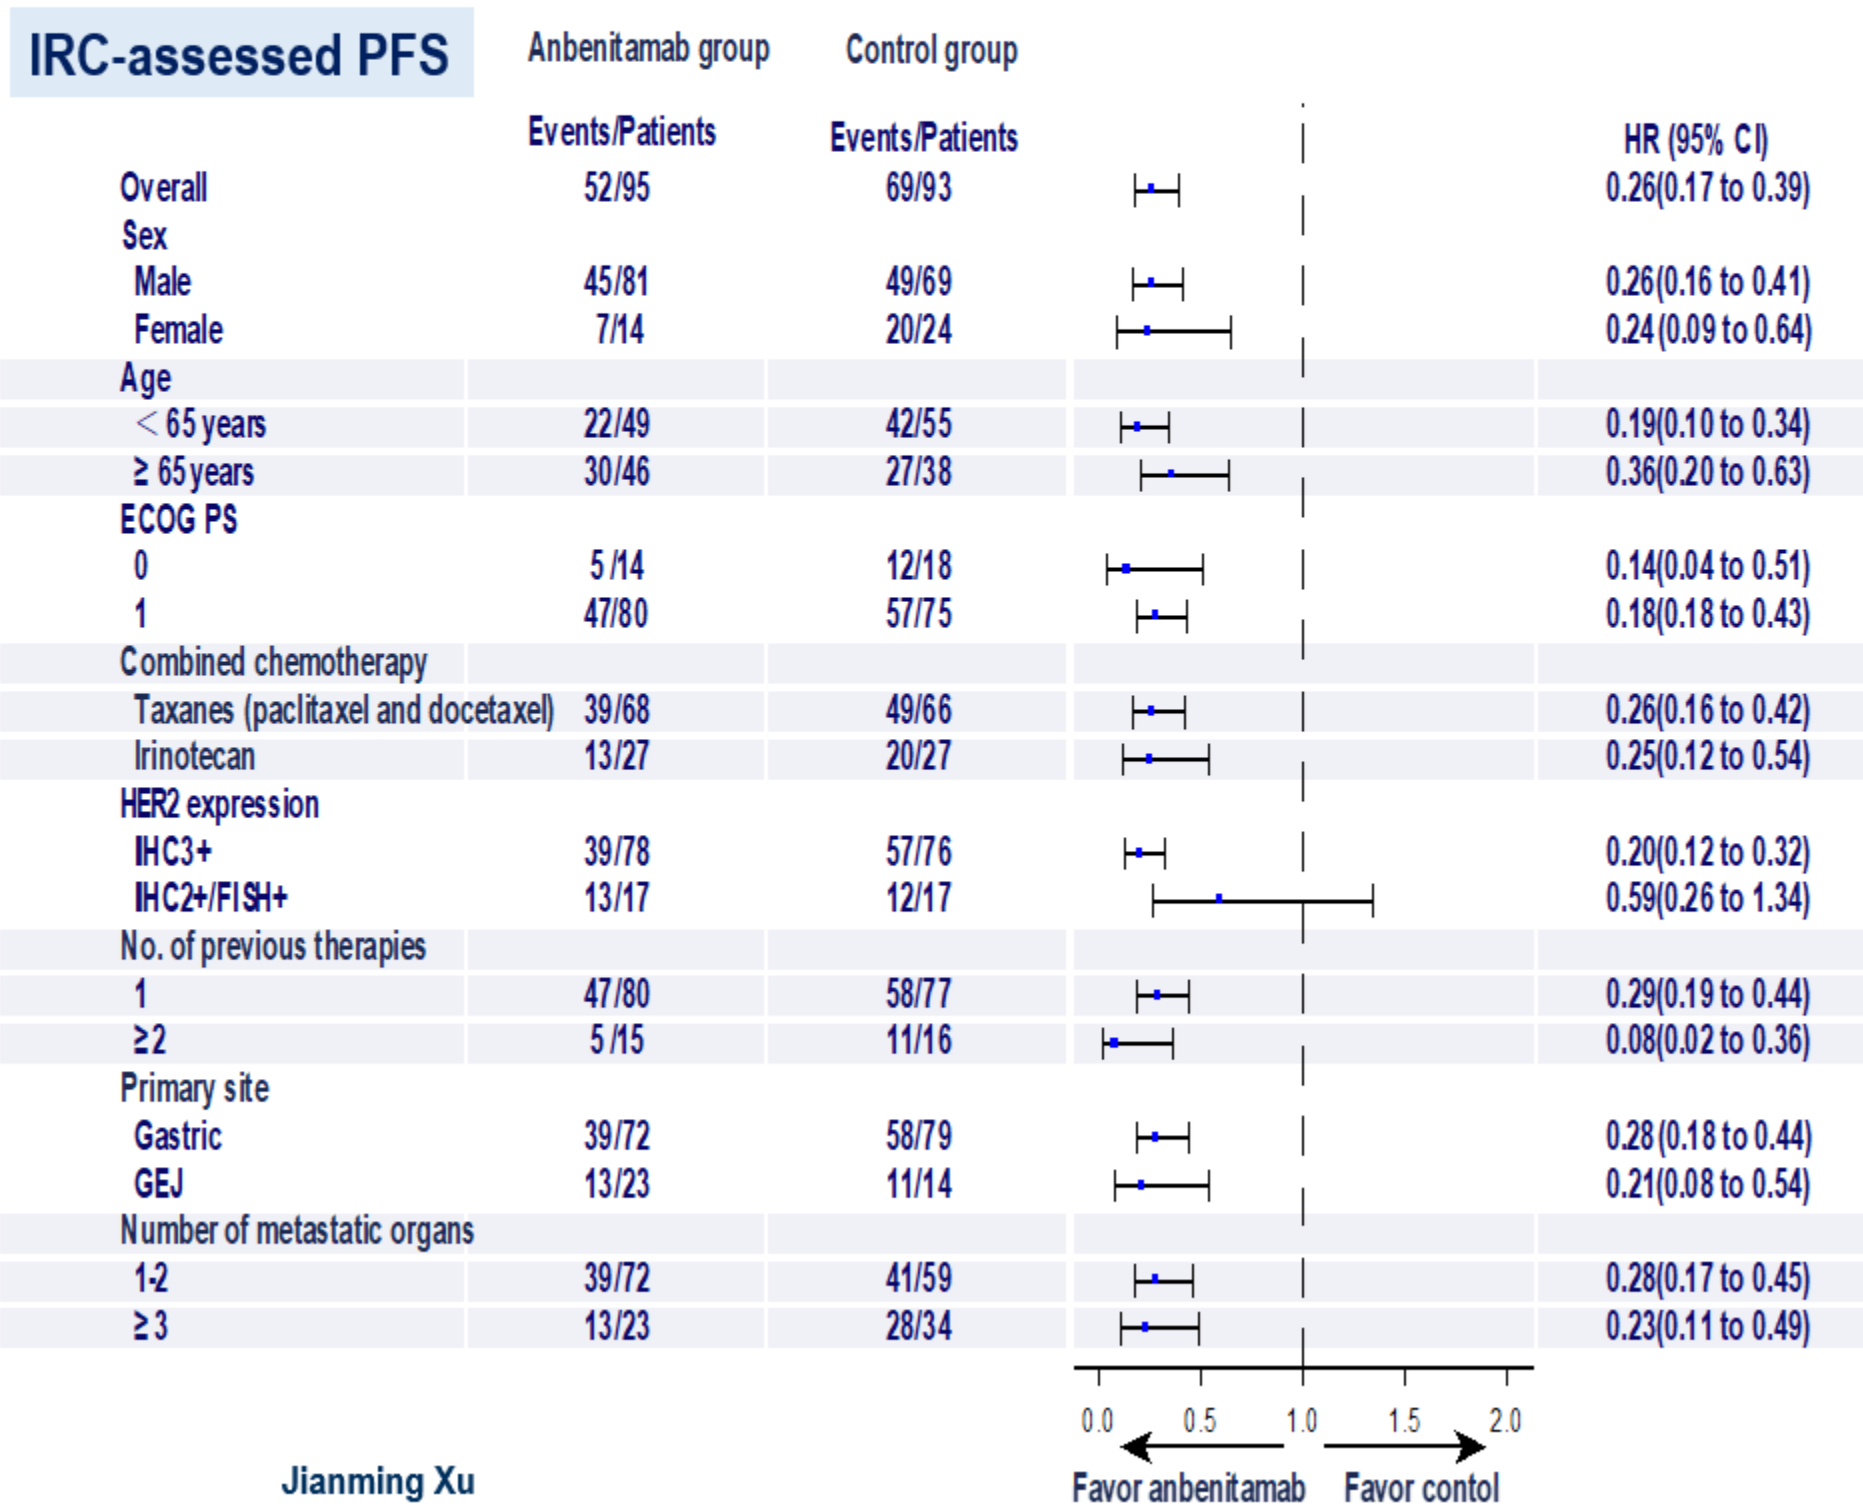 IRC-assessed PFS Anbenitamab group Control group
Events/Patients Events/Patients HR (95% CI)
Overall 52/95 69/93 0.26(0.17 to 0.39)
Sex
Male 45/81 49/69 0.26(0.16 to 0.41)
Female 7/14 20/24 0.24(0.09 to 0.64)
Age
< 65 years 22/49 42/55 0.19(0.10 to 0.34)
≥ 65 years 30/46 27/38 0.36(0.20 to 0.63)
ECOG PS
0 5/14 12/18 0.14(0.04 to 0.51)
1 47/80 57/75 0.18(0.18 to 0.43)
Combined chemotherapy
Taxanes (paclitaxel and docetaxel) 39/68 49/66 0.26(0.16 to 0.42)
Irinotecan 13/27 20/27 0.25(0.12 to 0.54)
HER2 expression
IHC3+ 39/78 57/76 0.20(0.12 to 0.32)
IHC2+/FISH+ 13/17 12/17 0.59(0.26 to 1.34)
No. of previous therapies
1 47/80 58/77 0.29(0.19 to 0.44)
≥2 5/15 11/16 0.08(0.02 to 0.36)
Primary site
Gastric 39/72 58/79 0.28(0.18 to 0.44)
GEJ 13/23 11/14 0.21(0.08 to 0.54)
Number of metastatic organs
1-2 39/72 41/59 0.28(0.17 to 0.45)
≥3 13/23 28/34 0.23(0.11 to 0.49)
0.0 0.5 1.0 1.5 2.0
Favor anbenitamab Favor contol
Jianming Xu